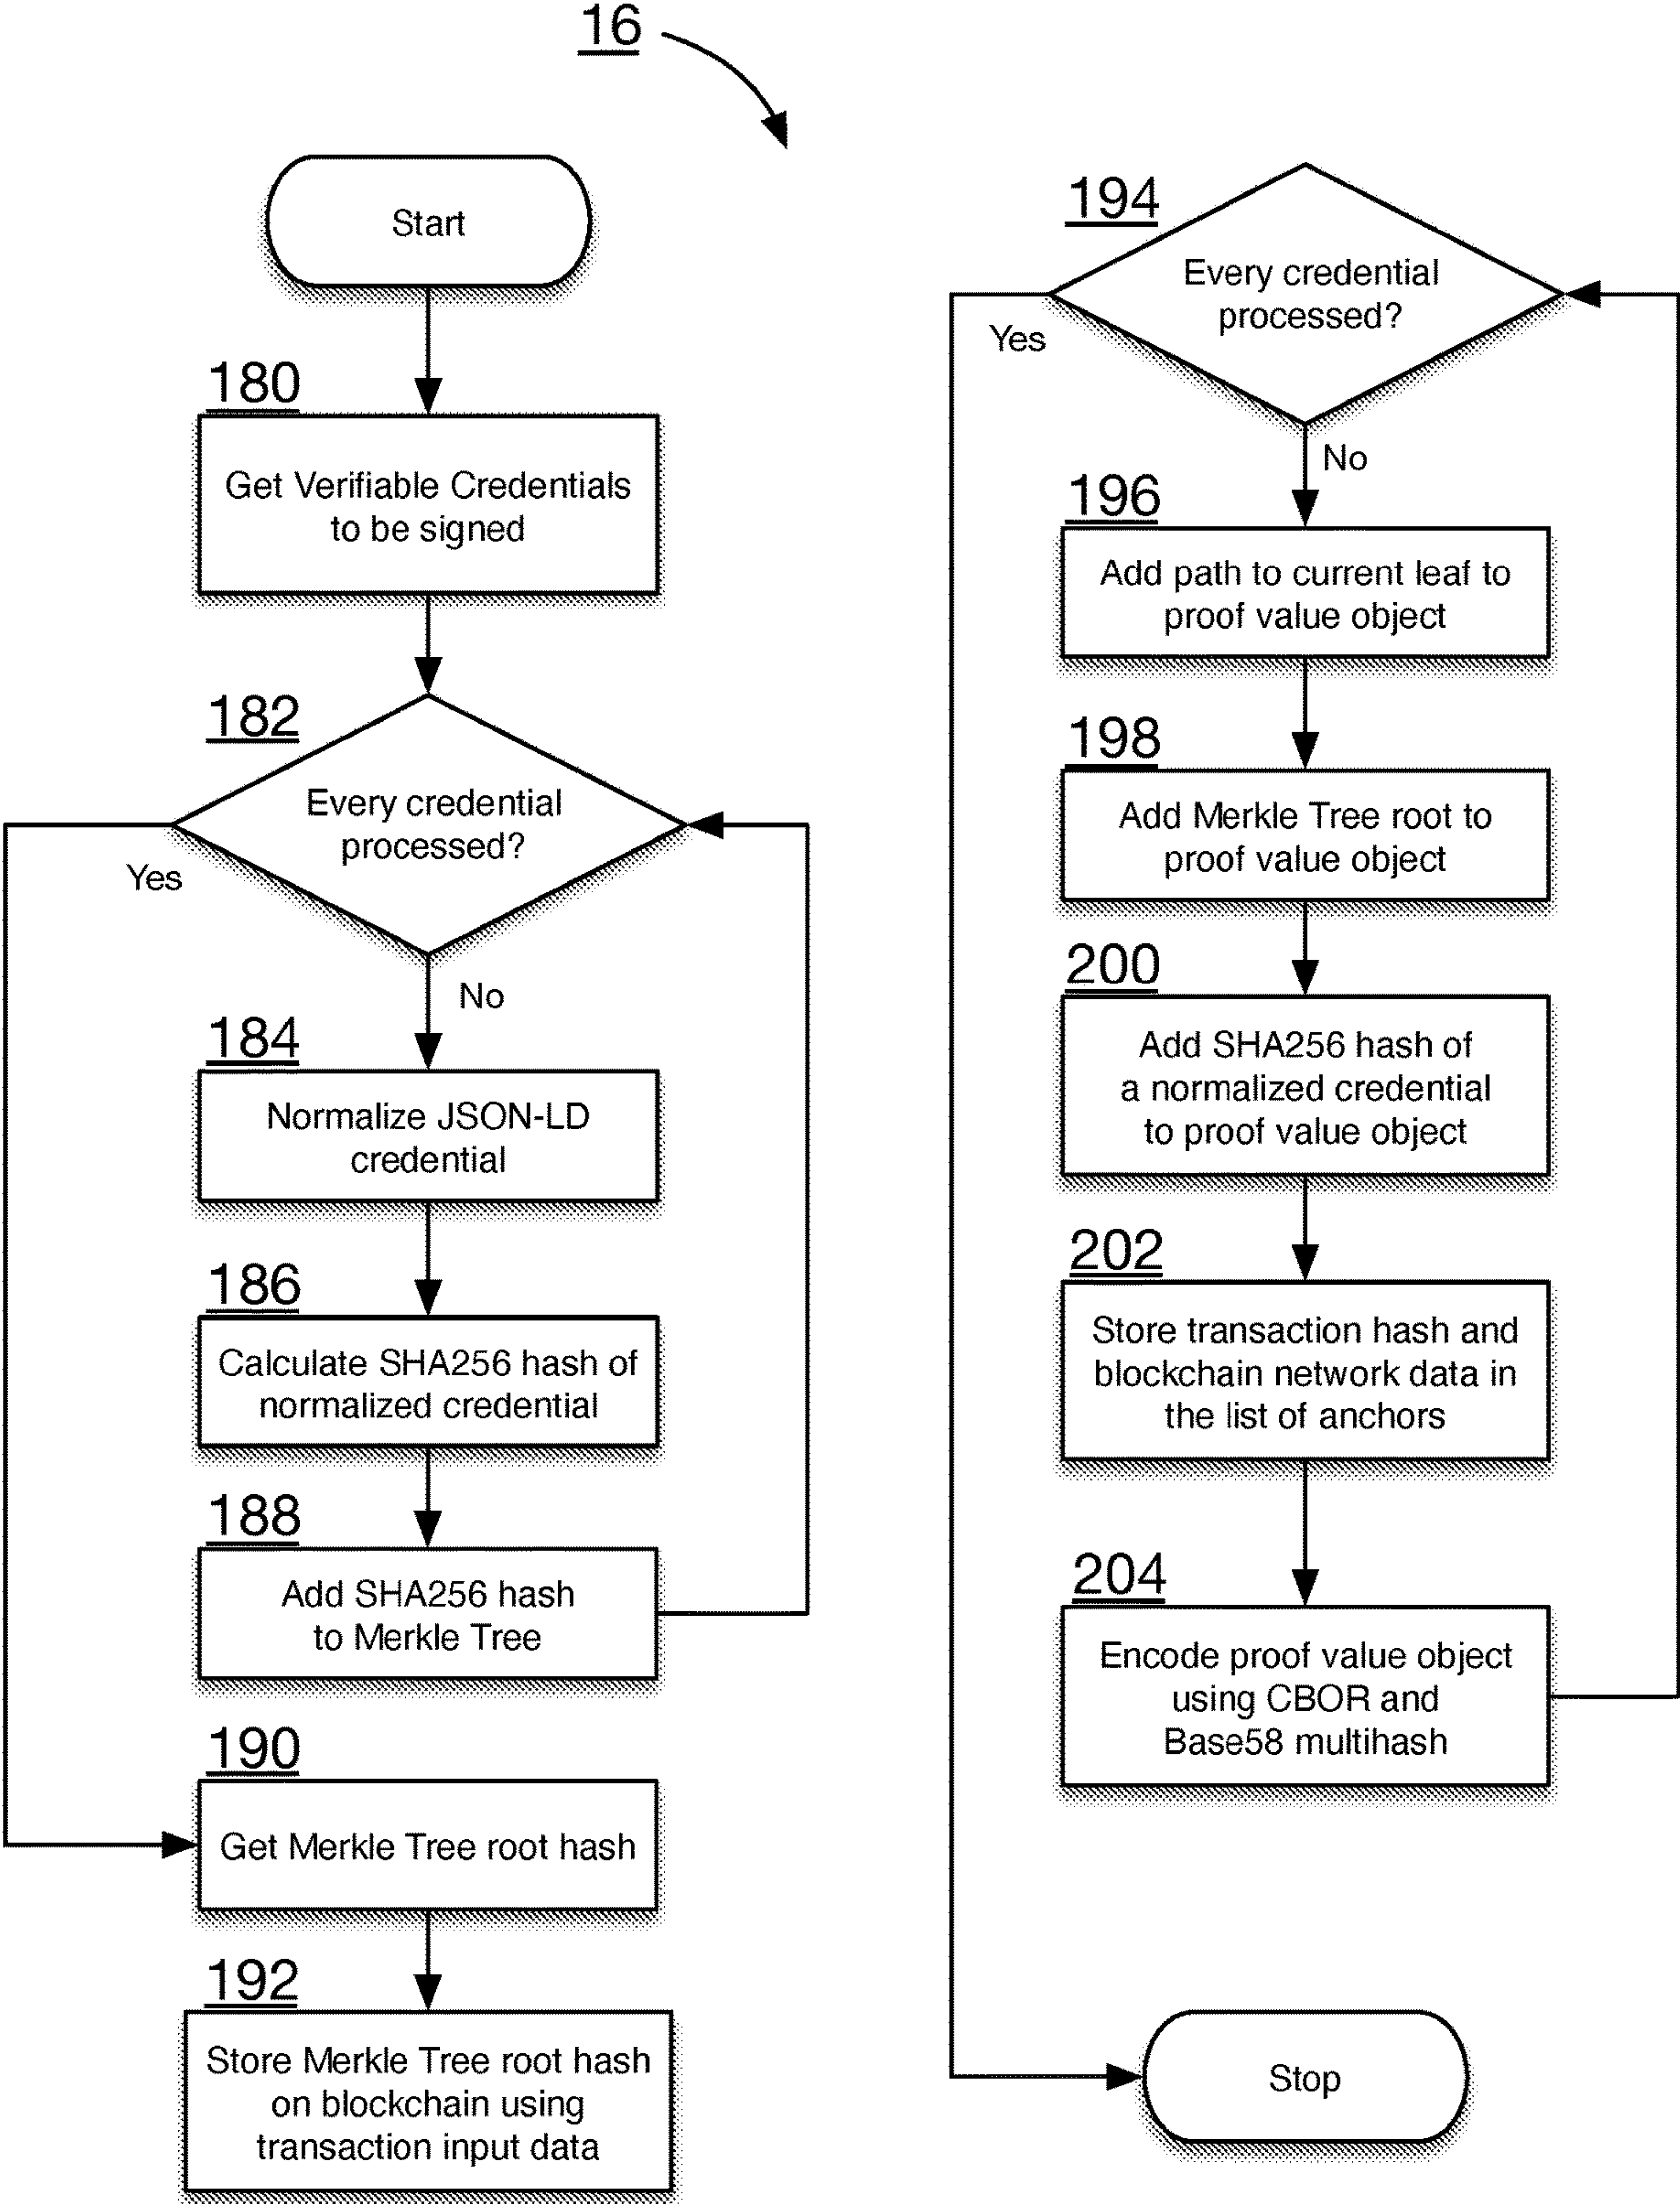 16
Start
180
Get Verifiable Credentials
to be signed
182
Every credential
processed?
Yes
No
184
Normalize JSON-LD
credential
186
Calculate SHA256 hash of
normalized credential
188
Add SHA256 hash
to Merkle Tree
190
Get Merkle Tree root hash
192
Store Merkle Tree root hash
on blockchain using
transaction input data
194
Every credential
processed?
Yes
No
196
Add path to current leaf to
proof value object
198
Add Merkle Tree root to
proof value object
200
Add SHA256 hash of
a normalized credential
to proof value object
202
Store transaction hash and
blockchain network data in
the list of anchors
204
Encode proof value object
using CBOR and
Base58 multihash
Stop